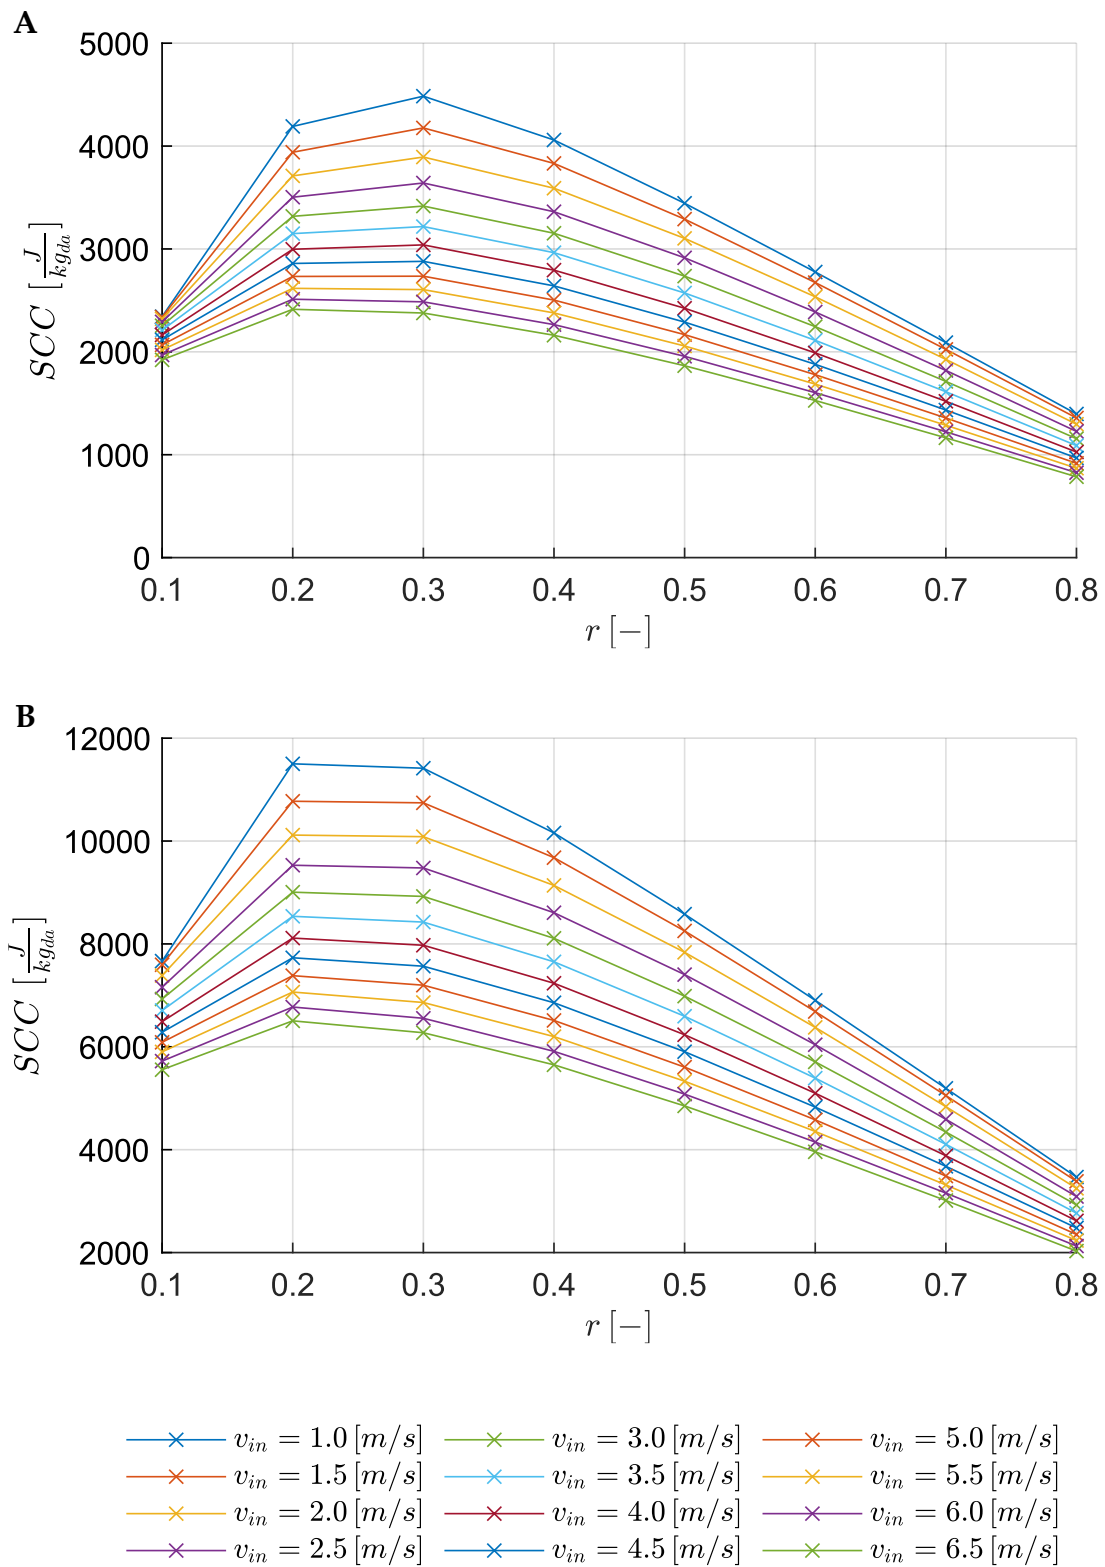 A
5000
4000
3000
2000
1000
0
SCC [J/kg_da]
0.1 0.2 0.3 0.4 0.5 0.6 0.7 0.8
r [−]
B
12000
10000
8000
6000
4000
2000
SCC [J/kg_da]
0.1 0.2 0.3 0.4 0.5 0.6 0.7 0.8
r [−]
v_in = 1.0 [m/s] v_in = 3.0 [m/s] v_in = 5.0 [m/s]
v_in = 1.5 [m/s] v_in = 3.5 [m/s] v_in = 5.5 [m/s]
v_in = 2.0 [m/s] v_in = 4.0 [m/s] v_in = 6.0 [m/s]
v_in = 2.5 [m/s] v_in = 4.5 [m/s] v_in = 6.5 [m/s]